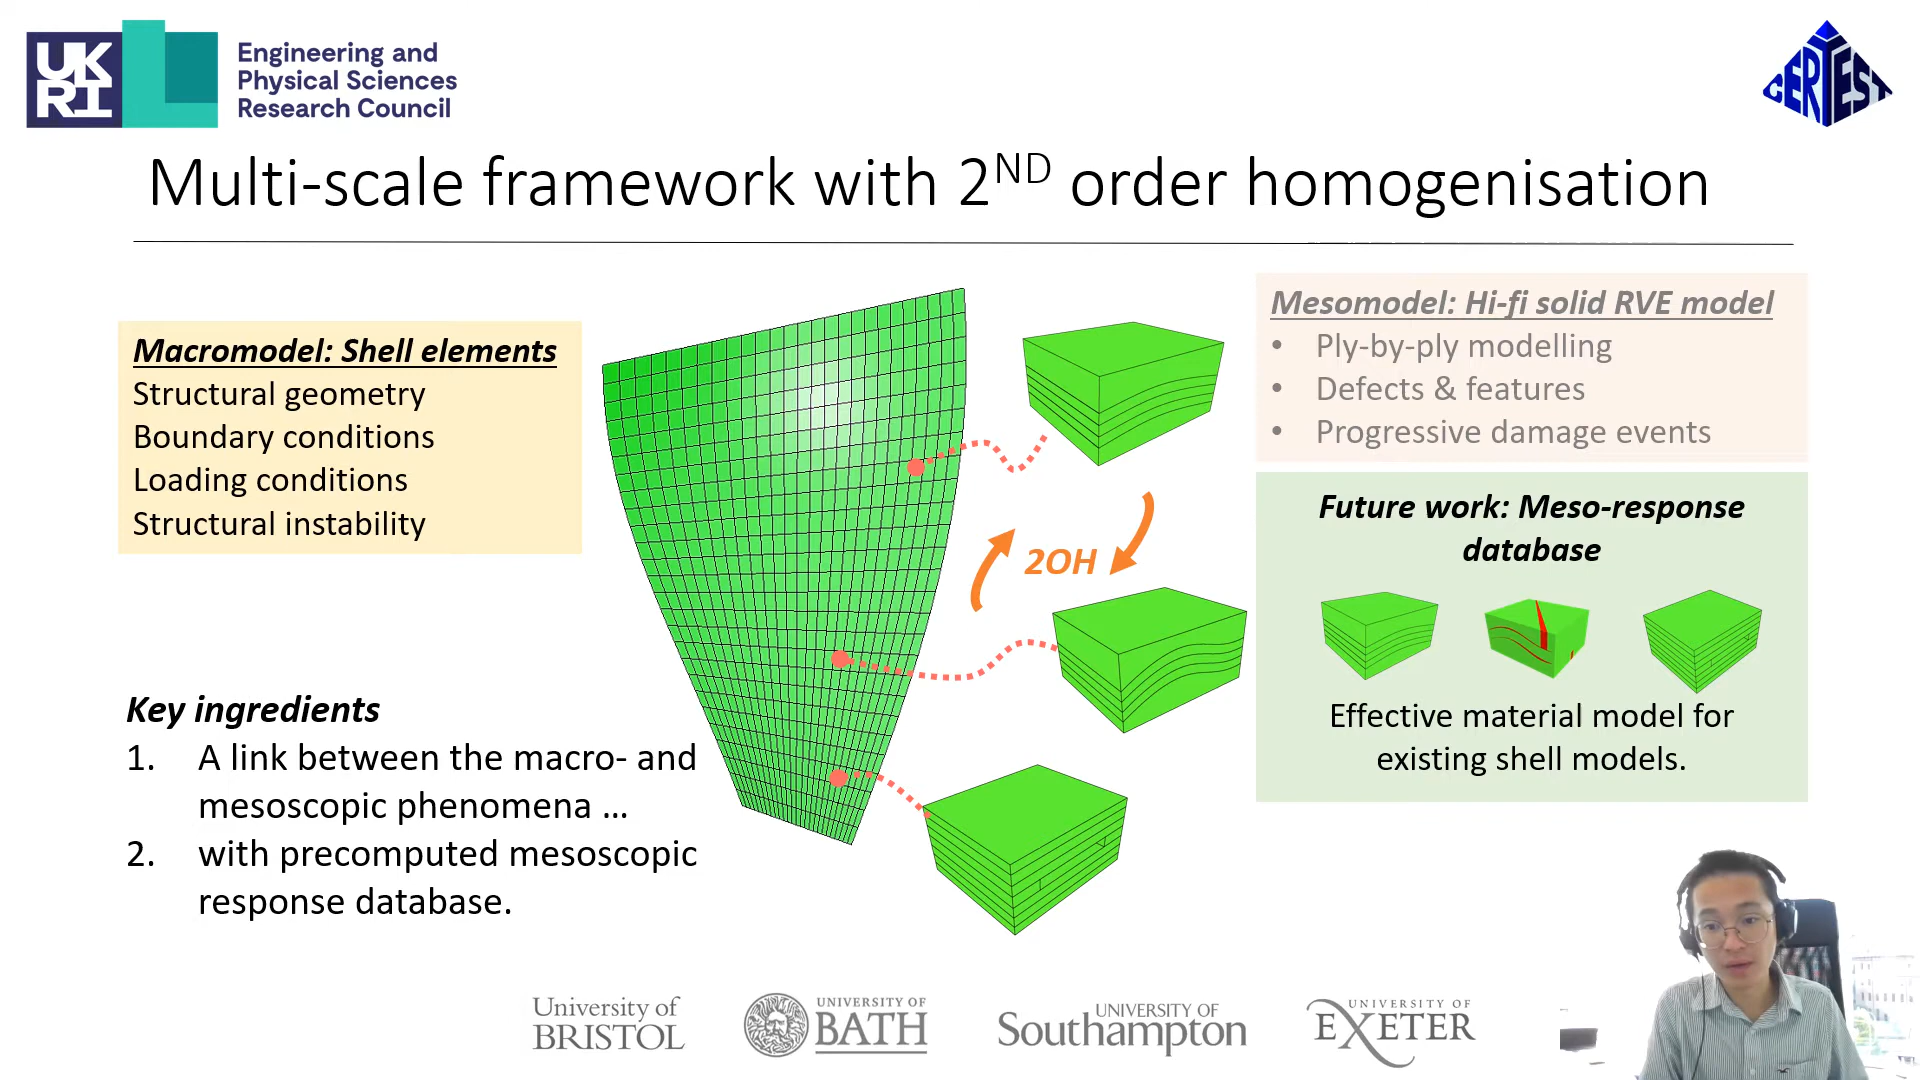 UK
RI
Engineering and
Physical Sciences
Research Council
CERTEST
Multi-scale framework with 2ND order homogenisation
Macromodel: Shell elements
Structural geometry
Boundary conditions
Loading conditions
Structural instability
Key ingredients
1. A link between the macro- and
mesoscopic phenomena ...
2. with precomputed mesoscopic
response database.
2OH
Mesomodel: Hi-fi solid RVE model
• Ply-by-ply modelling
• Defects & features
• Progressive damage events
Future work: Meso-response
database
Effective material model for
existing shell models.
University of
BRISTOL
UNIVERSITY OF
BATH
UNIVERSITY OF
Southampton
UNIVERSITY OF
EXETER